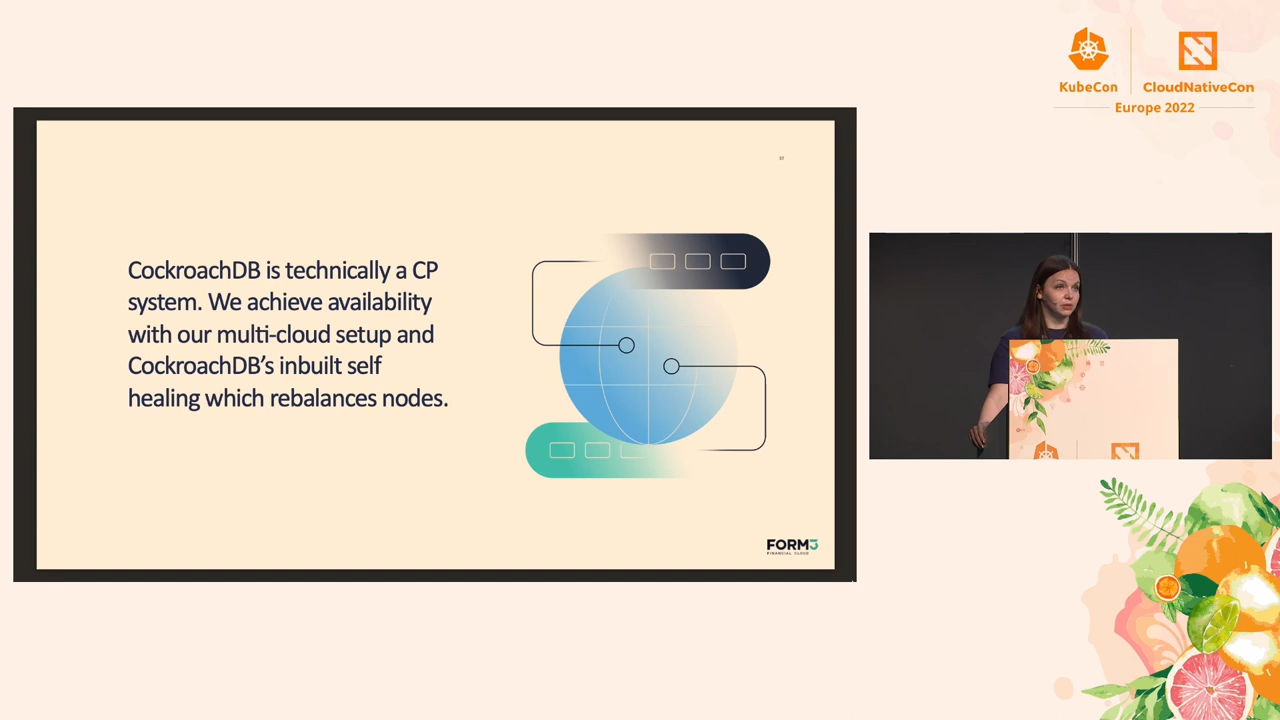 KubeCon
CloudNativeCon
Europe 2022
CockroachDB is technically a CP
system. We achieve availability
with our multi-cloud setup and
CockroachDB’s inbuilt self
healing which rebalances nodes.
FORM3
FINANCIAL CLOUD